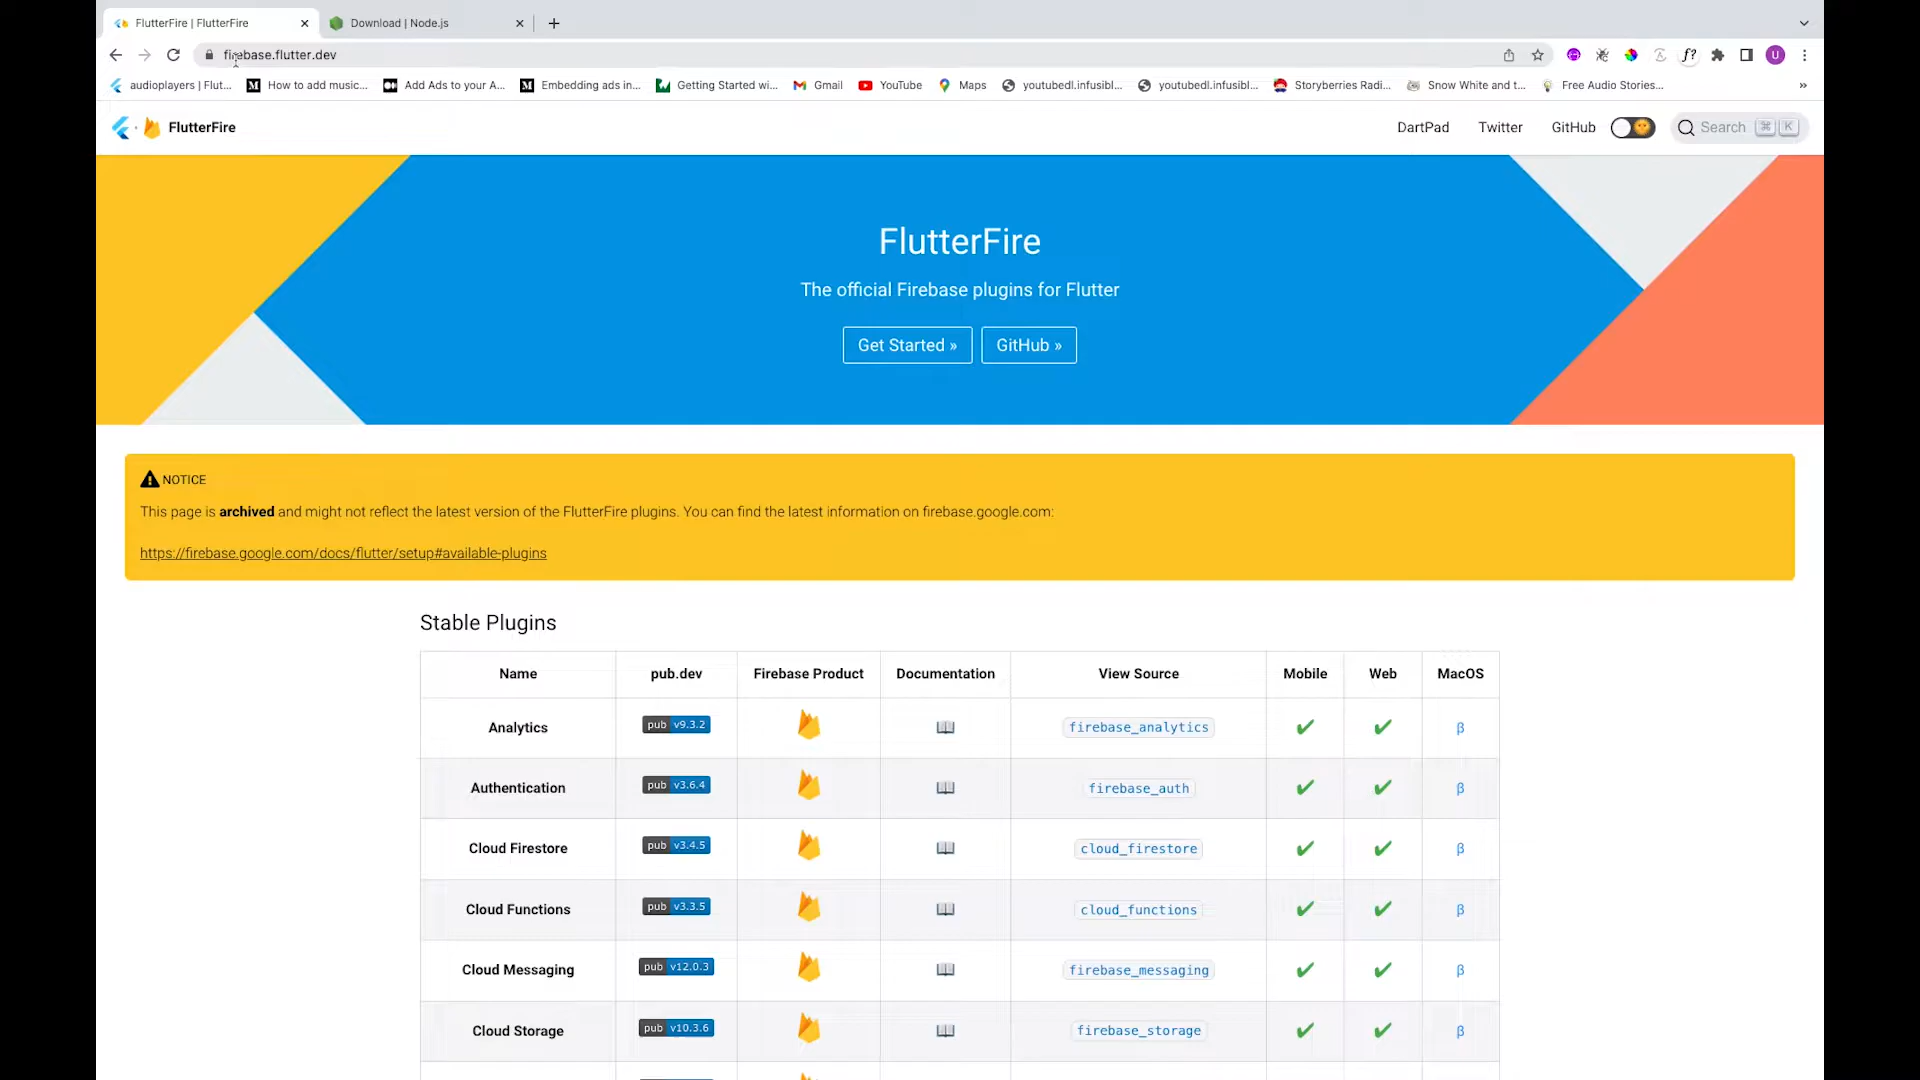 FlutterFire | FlutterFire
Download | Node.js
firebase.flutter.dev
audioplayers | Flut...
How to add music...
Add Ads to your A...
Embedding ads in...
Getting Started wi...
Gmail
YouTube
Maps
youtubedl.infusibl...
youtubedl.infusibl...
Storyberries Radi...
Snow White and t...
Free Audio Stories...
FlutterFire
DartPad
Twitter
GitHub
Search ⌘ K
FlutterFire
The official Firebase plugins for Flutter
Get Started »
GitHub »
NOTICE
This page is archived and might not reflect the latest version of the FlutterFire plugins. You can find the latest information on firebase.google.com:
https://firebase.google.com/docs/flutter/setup#available-plugins
Stable Plugins
Name pub.dev Firebase Product Documentation View Source Mobile Web MacOS
Analytics pub v9.3.2 firebase_analytics ✔ ✔ β
Authentication pub v3.6.4 firebase_auth ✔ ✔ β
Cloud Firestore pub v3.4.5 cloud_firestore ✔ ✔ β
Cloud Functions pub v3.3.5 cloud_functions ✔ ✔ β
Cloud Messaging pub v12.0.3 firebase_messaging ✔ ✔ β
Cloud Storage pub v10.3.6 firebase_storage ✔ ✔ β